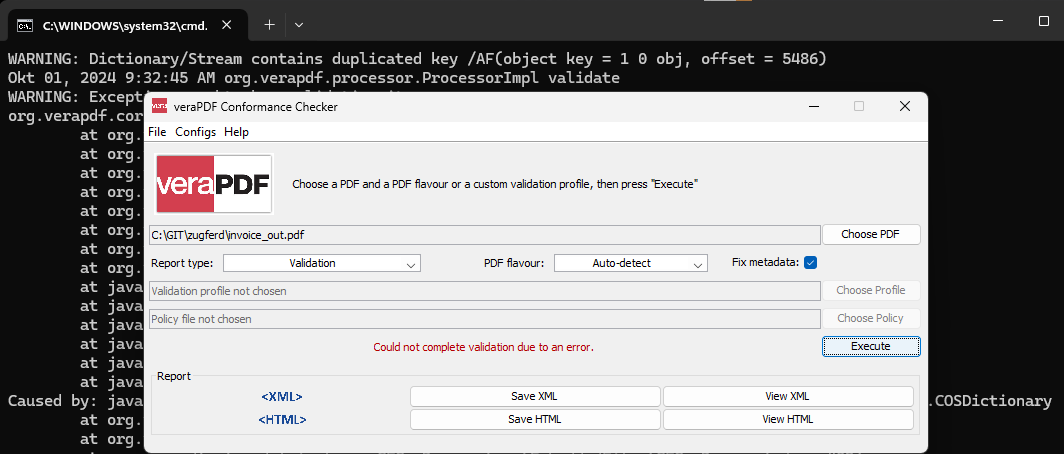 C:\WINDOWS\system32\cmd.
WARNING: Dictionary/Stream contains duplicated key /AF(object key = 1 0 obj, offset = 5486)
Okt 01, 2024 9:32:45 AM org.verapdf.processor.ProcessorImpl validate
WARNING:
veraPDF Conformance Checker
File Configs Help
veraPDF
Choose a PDF and a PDF flavour or a custom validation profile, then press "Execute"
C:\GIT\zugferd\invoice_out.pdf
Choose PDF
Report type: Validation PDF flavour: Auto-detect Fix metadata:
Validation profile not chosen
Choose Profile
Policy file not chosen
Choose Policy
Could not complete validation due to an error.
Execute
Report
<XML> Save XML View XML
<HTML> Save HTML View HTML
org.verapdf.cor
at org.
at org.
at org.
at org.
at org.
at org.
at org.
at org.
at java
at java
at java
at java
at java
at java
Caused by: java .COSDictionary
at org.
at org.